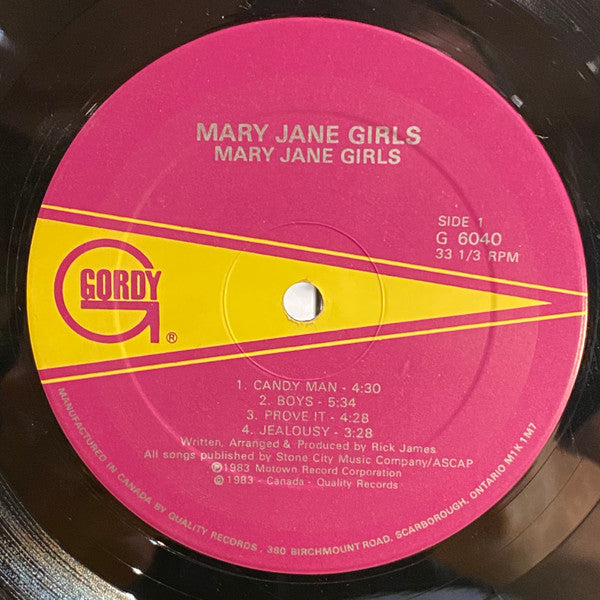 MARY JANE GIRLS
MARY JANE GIRLS
SIDE 1
G 6040
33 1/3 RPM
GORDY
®
1. CANDY MAN - 4:30
2. BOYS - 5:34
3. PROVE IT - 4:28
4. JEALOUSY - 3:28
Written, Arranged & Produced by Rick James
All songs published by Stone City Music Company/ASCAP
℗1983 Motown Record Corporation
©1983 - Canada - Quality Records
MANUFACTURED IN CANADA BY QUALITY RECORDS . 380 BIRCHMOUNT ROAD, SCARBOROUGH, ONTARIO M1K 1M7